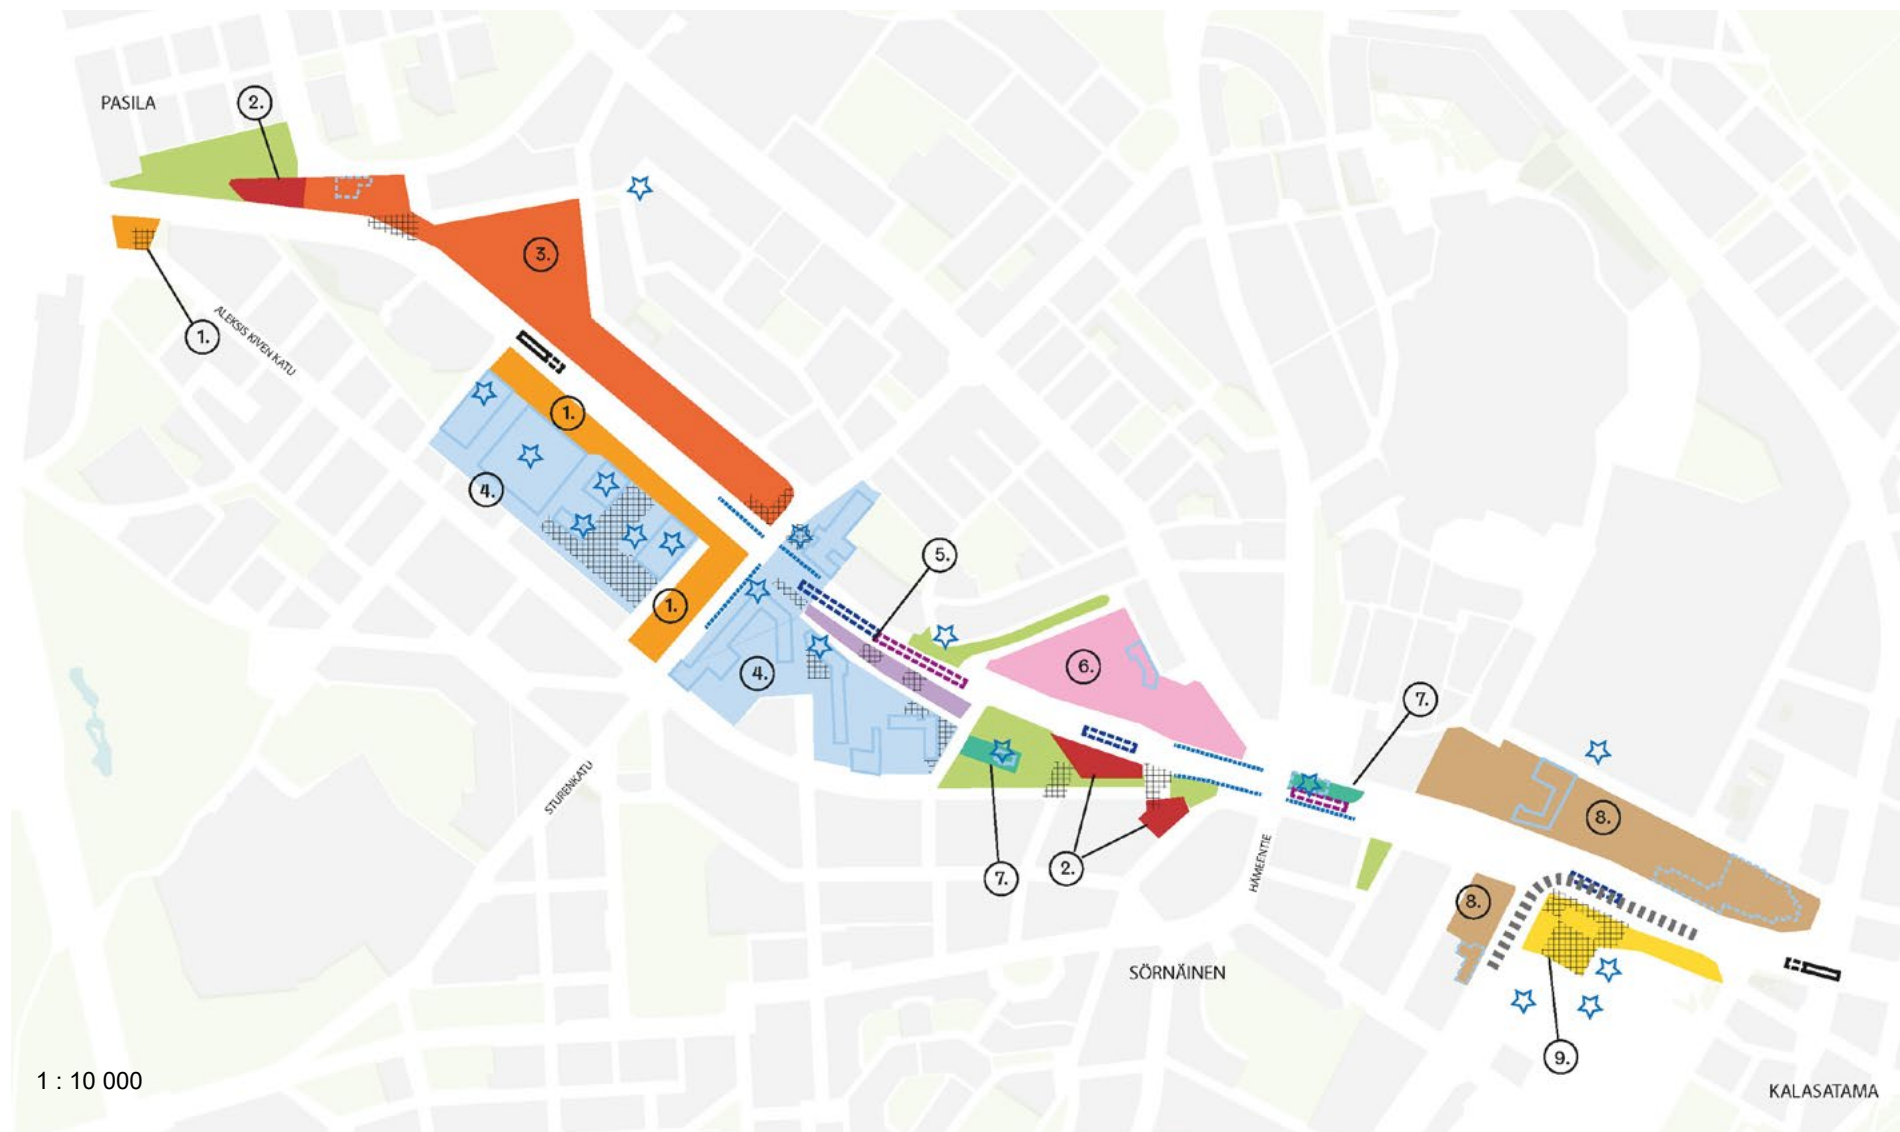 PASILA
2.
3.
1.
ALEKSIS KIVEN KATU
1.
4.
5.
1.
6.
4.
7.
STURENKATU
8.
HÄMEENTIE
7.
2.
8.
SÖRNÄINEN
9.
1 : 10 000
KALASATAMA